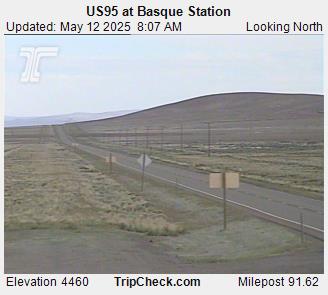 US95 at Basque Station
Updated: May 12 2025 8:07 AM Looking North
Elevation 4460 TripCheck.com Milepost 91.62